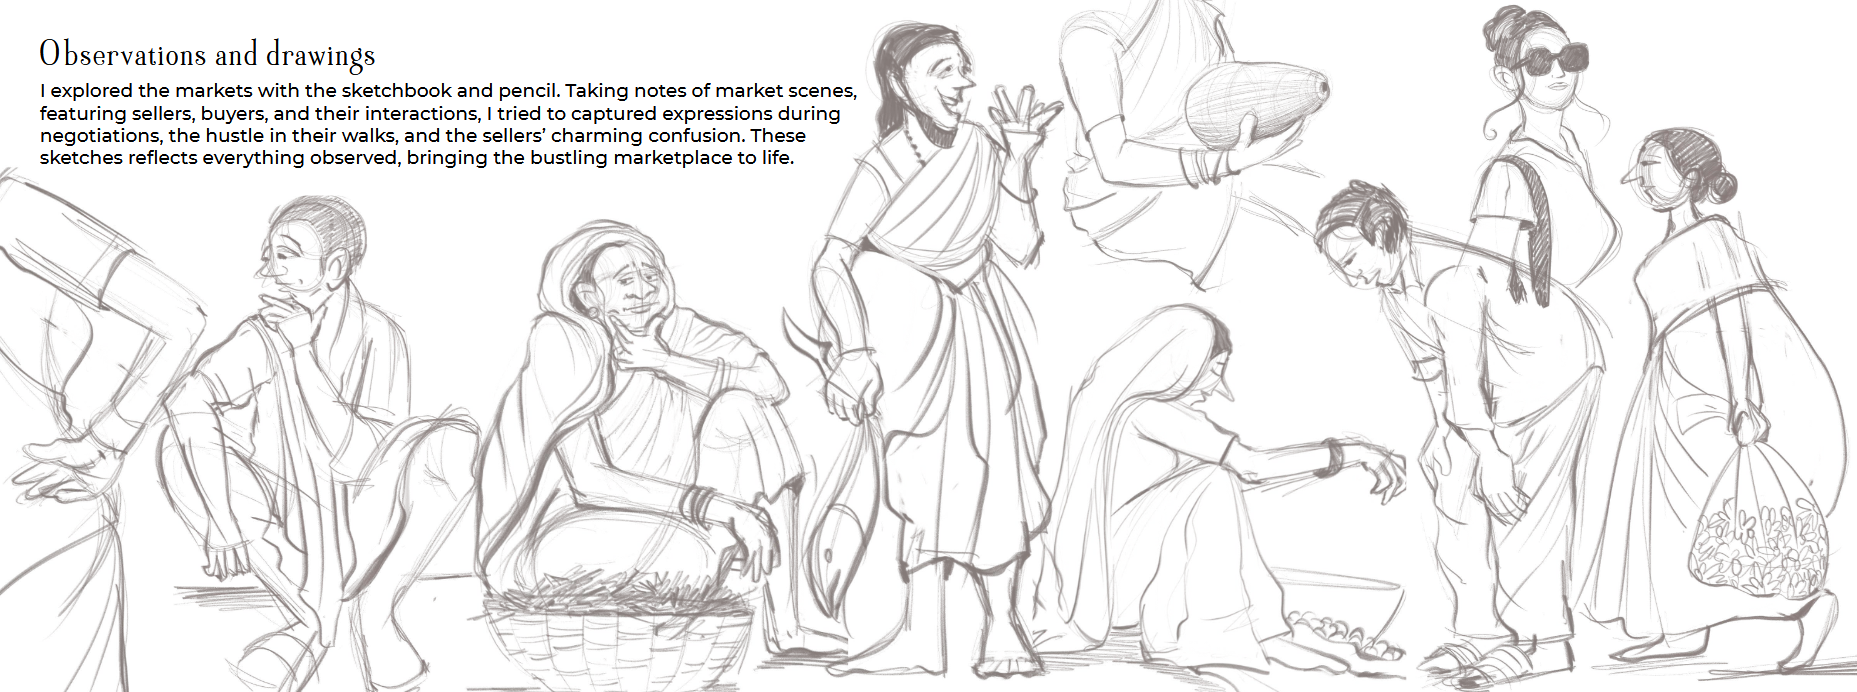 Observations and drawings
I explored the markets with the sketchbook and pencil. Taking notes of market scenes,
featuring sellers, buyers, and their interactions, I tried to captured expressions during
negotiations, the hustle in their walks, and the sellers’ charming confusion. These
sketches reflects everything observed, bringing the bustling marketplace to life.